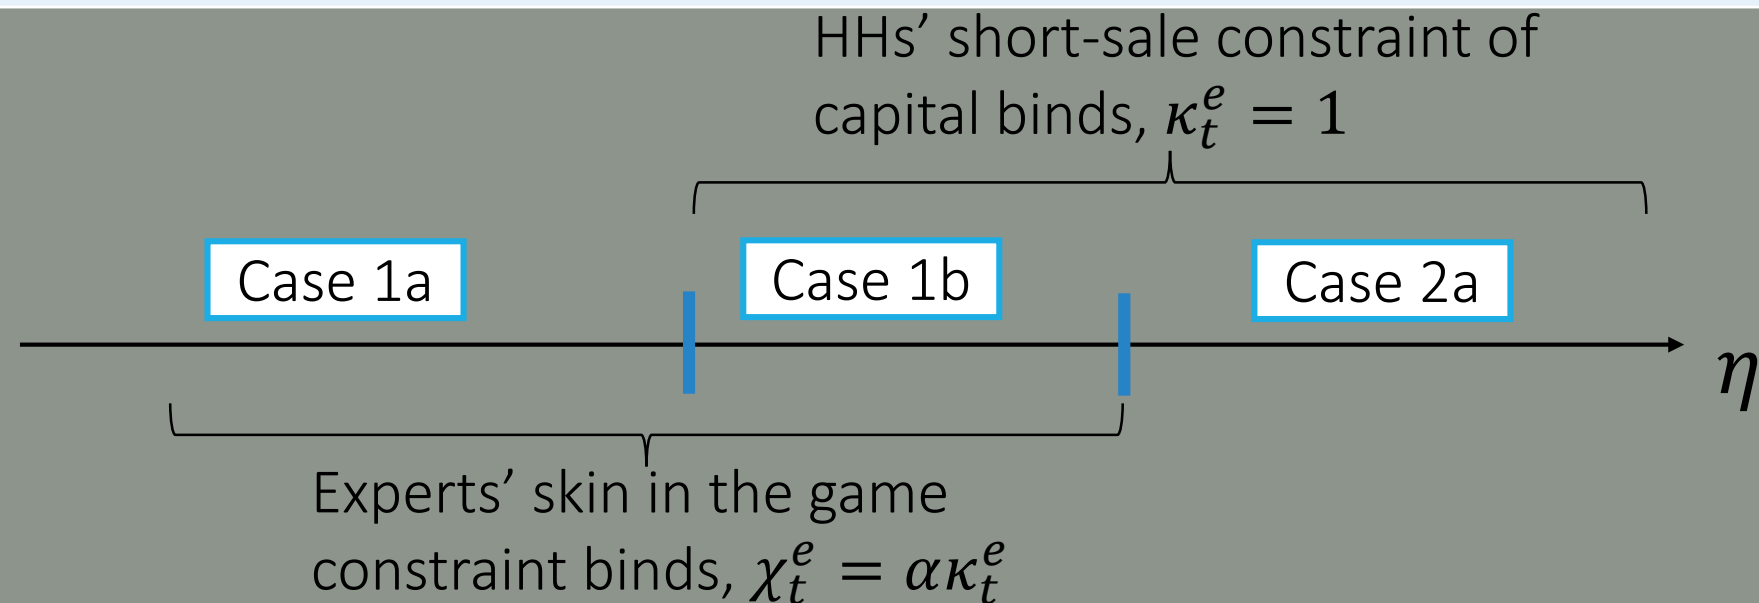 HHs’ short-sale constraint of
capital binds, κ_t^e = 1
Case 1a
Case 1b
Case 2a
η
Experts’ skin in the game
constraint binds, χ_t^e = ακ_t^e